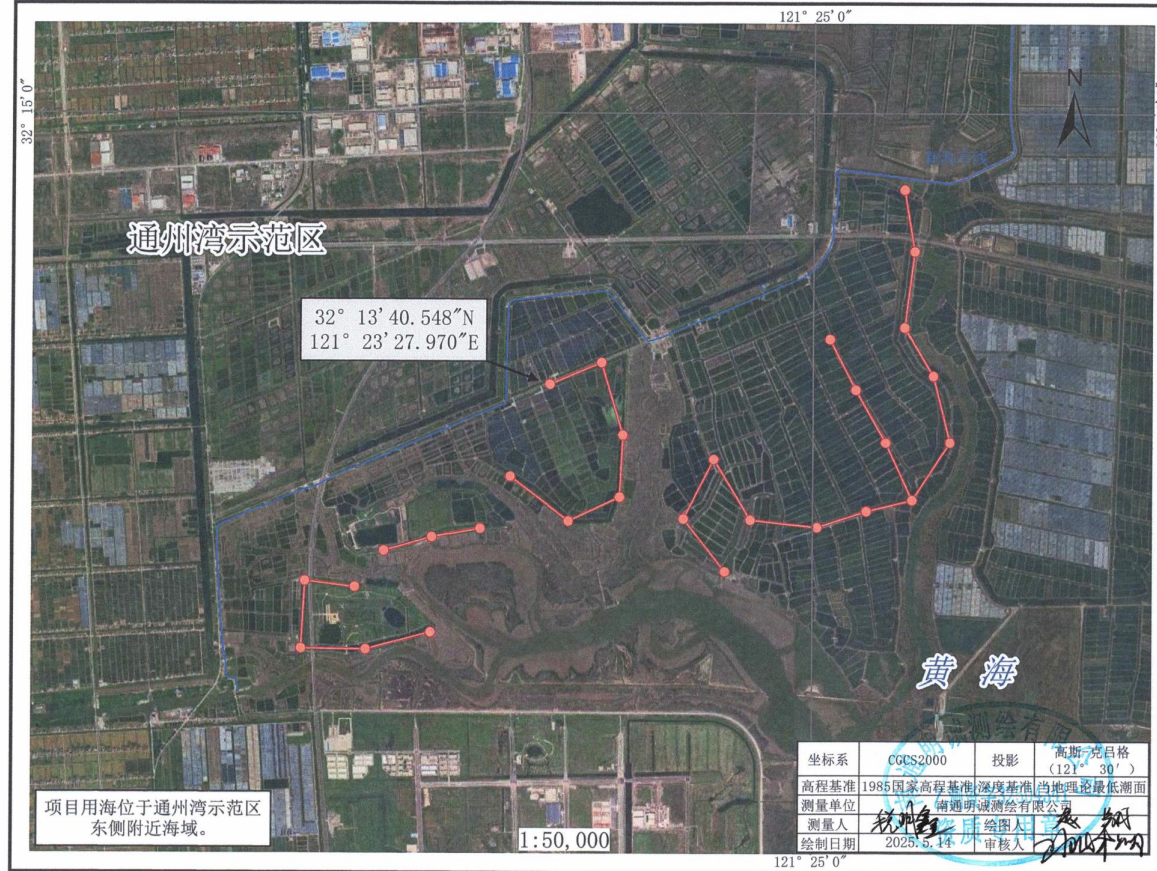 121° 25′0″
32° 15′0″
N
通州湾示范区
32° 13′40.548″N
121° 23′27.970″E
黄 海
坐标系 CGCS2000 投影 高斯-克吕格
(121° 30′)
高程基准 1985国家高程基准 深度基准 当地理论最低潮面
测量单位 南通明诚测绘有限公司
测量人 绘图人
绘制日期 2025.5.14 审核人
资质专用章
项目用海位于通州湾示范区
东侧附近海域。
1:50,000
121° 25′0″